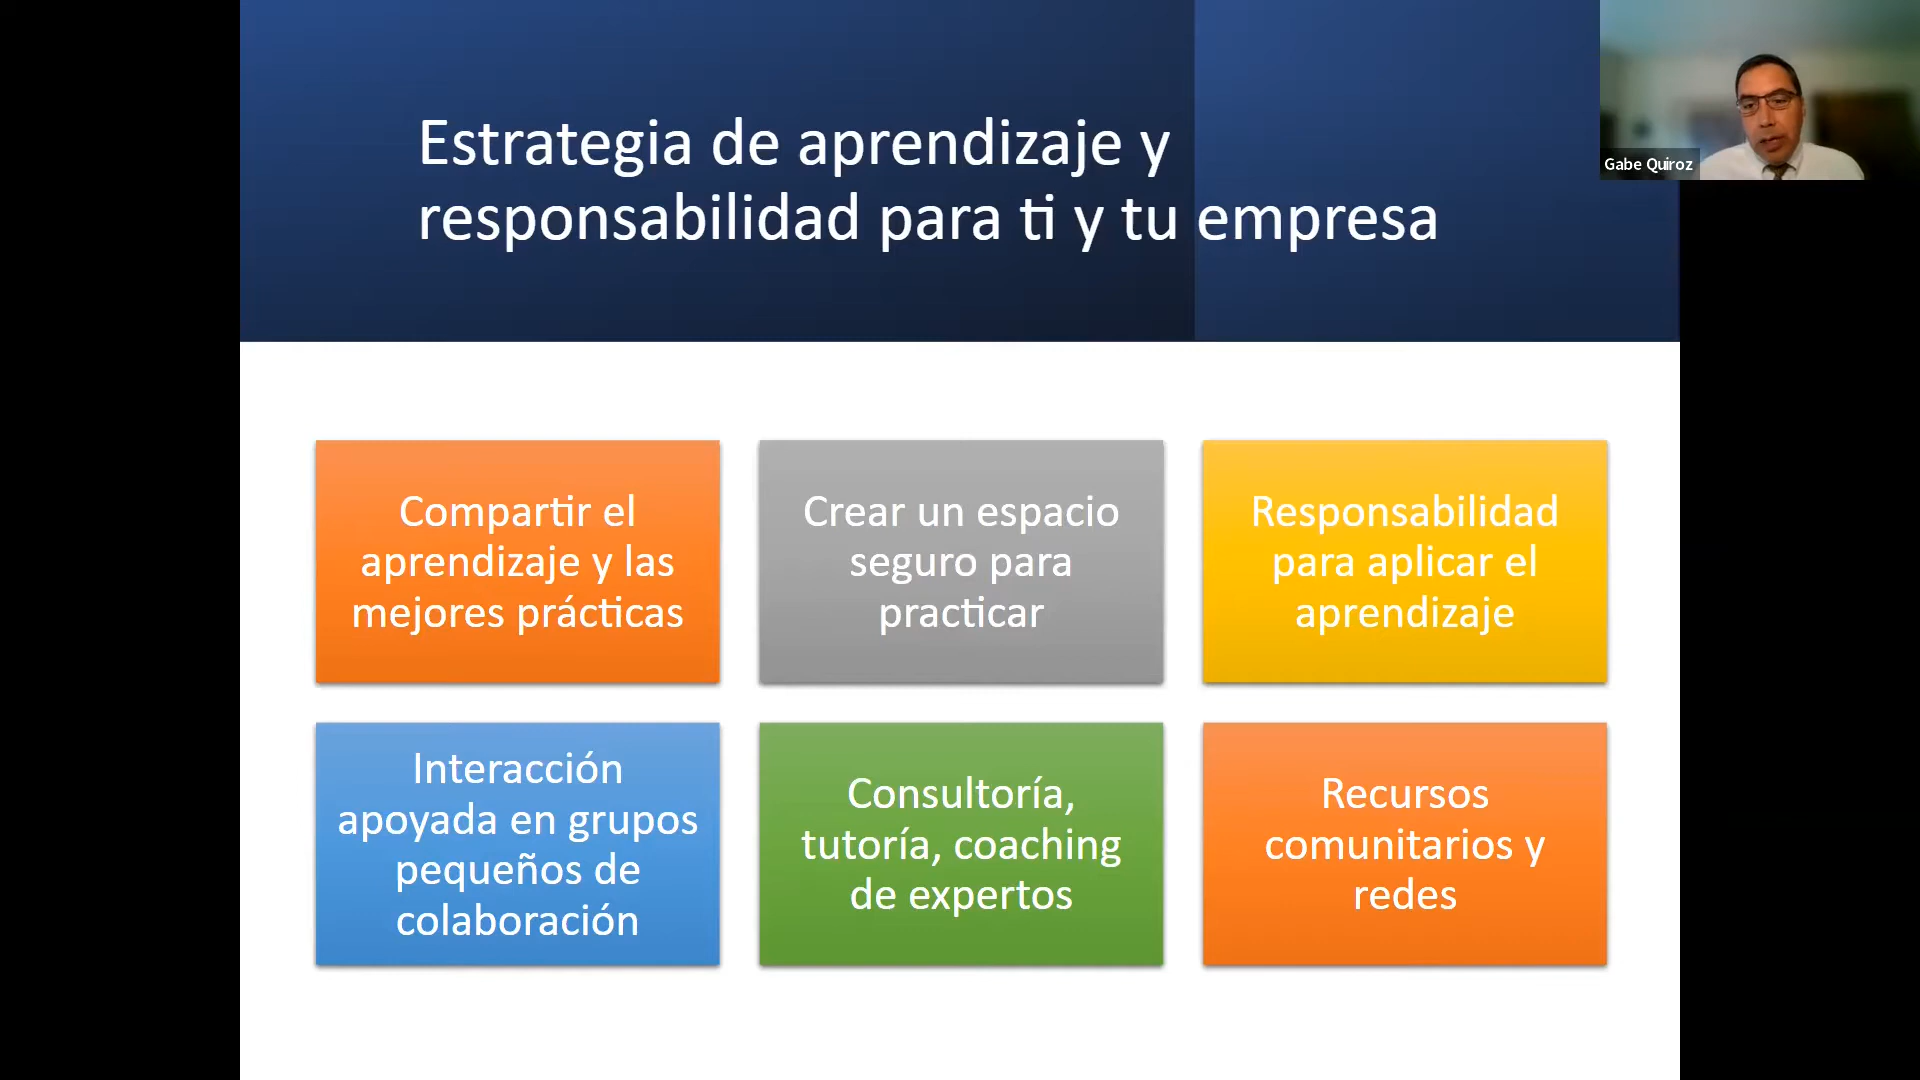 Estrategia de aprendizaje y
responsabilidad para ti y tu empresa
Gabe Quiroz
Compartir el
aprendizaje y las
mejores prácticas
Crear un espacio
seguro para
practicar
Responsabilidad
para aplicar el
aprendizaje
Interacción
apoyada en grupos
pequeños de
colaboración
Consultoría,
tutoría, coaching
de expertos
Recursos
comunitarios y
redes